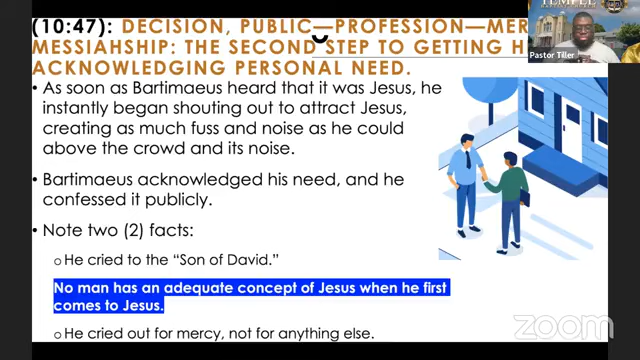 (10:47): DECISION, PUBLIC—PROFESSION—MER
MESSIAHSHIP: THE SECOND STEP TO GETTING H
ACKNOWLEDGING PERSONAL NEED.
• As soon as Bartimaeus heard that it was Jesus, he
instantly began shouting out to attract Jesus,
creating as much fuss and noise as he could
above the crowd and its noise.
• Bartimaeus acknowledged his need, and he
confessed it publicly.
• Note two (2) facts:
o He cried to the “Son of David.”
No man has an adequate concept of Jesus when he first
comes to Jesus.
o He cried out for mercy, not for anything else.
TEMPLE
Pastor Tiller
zoom